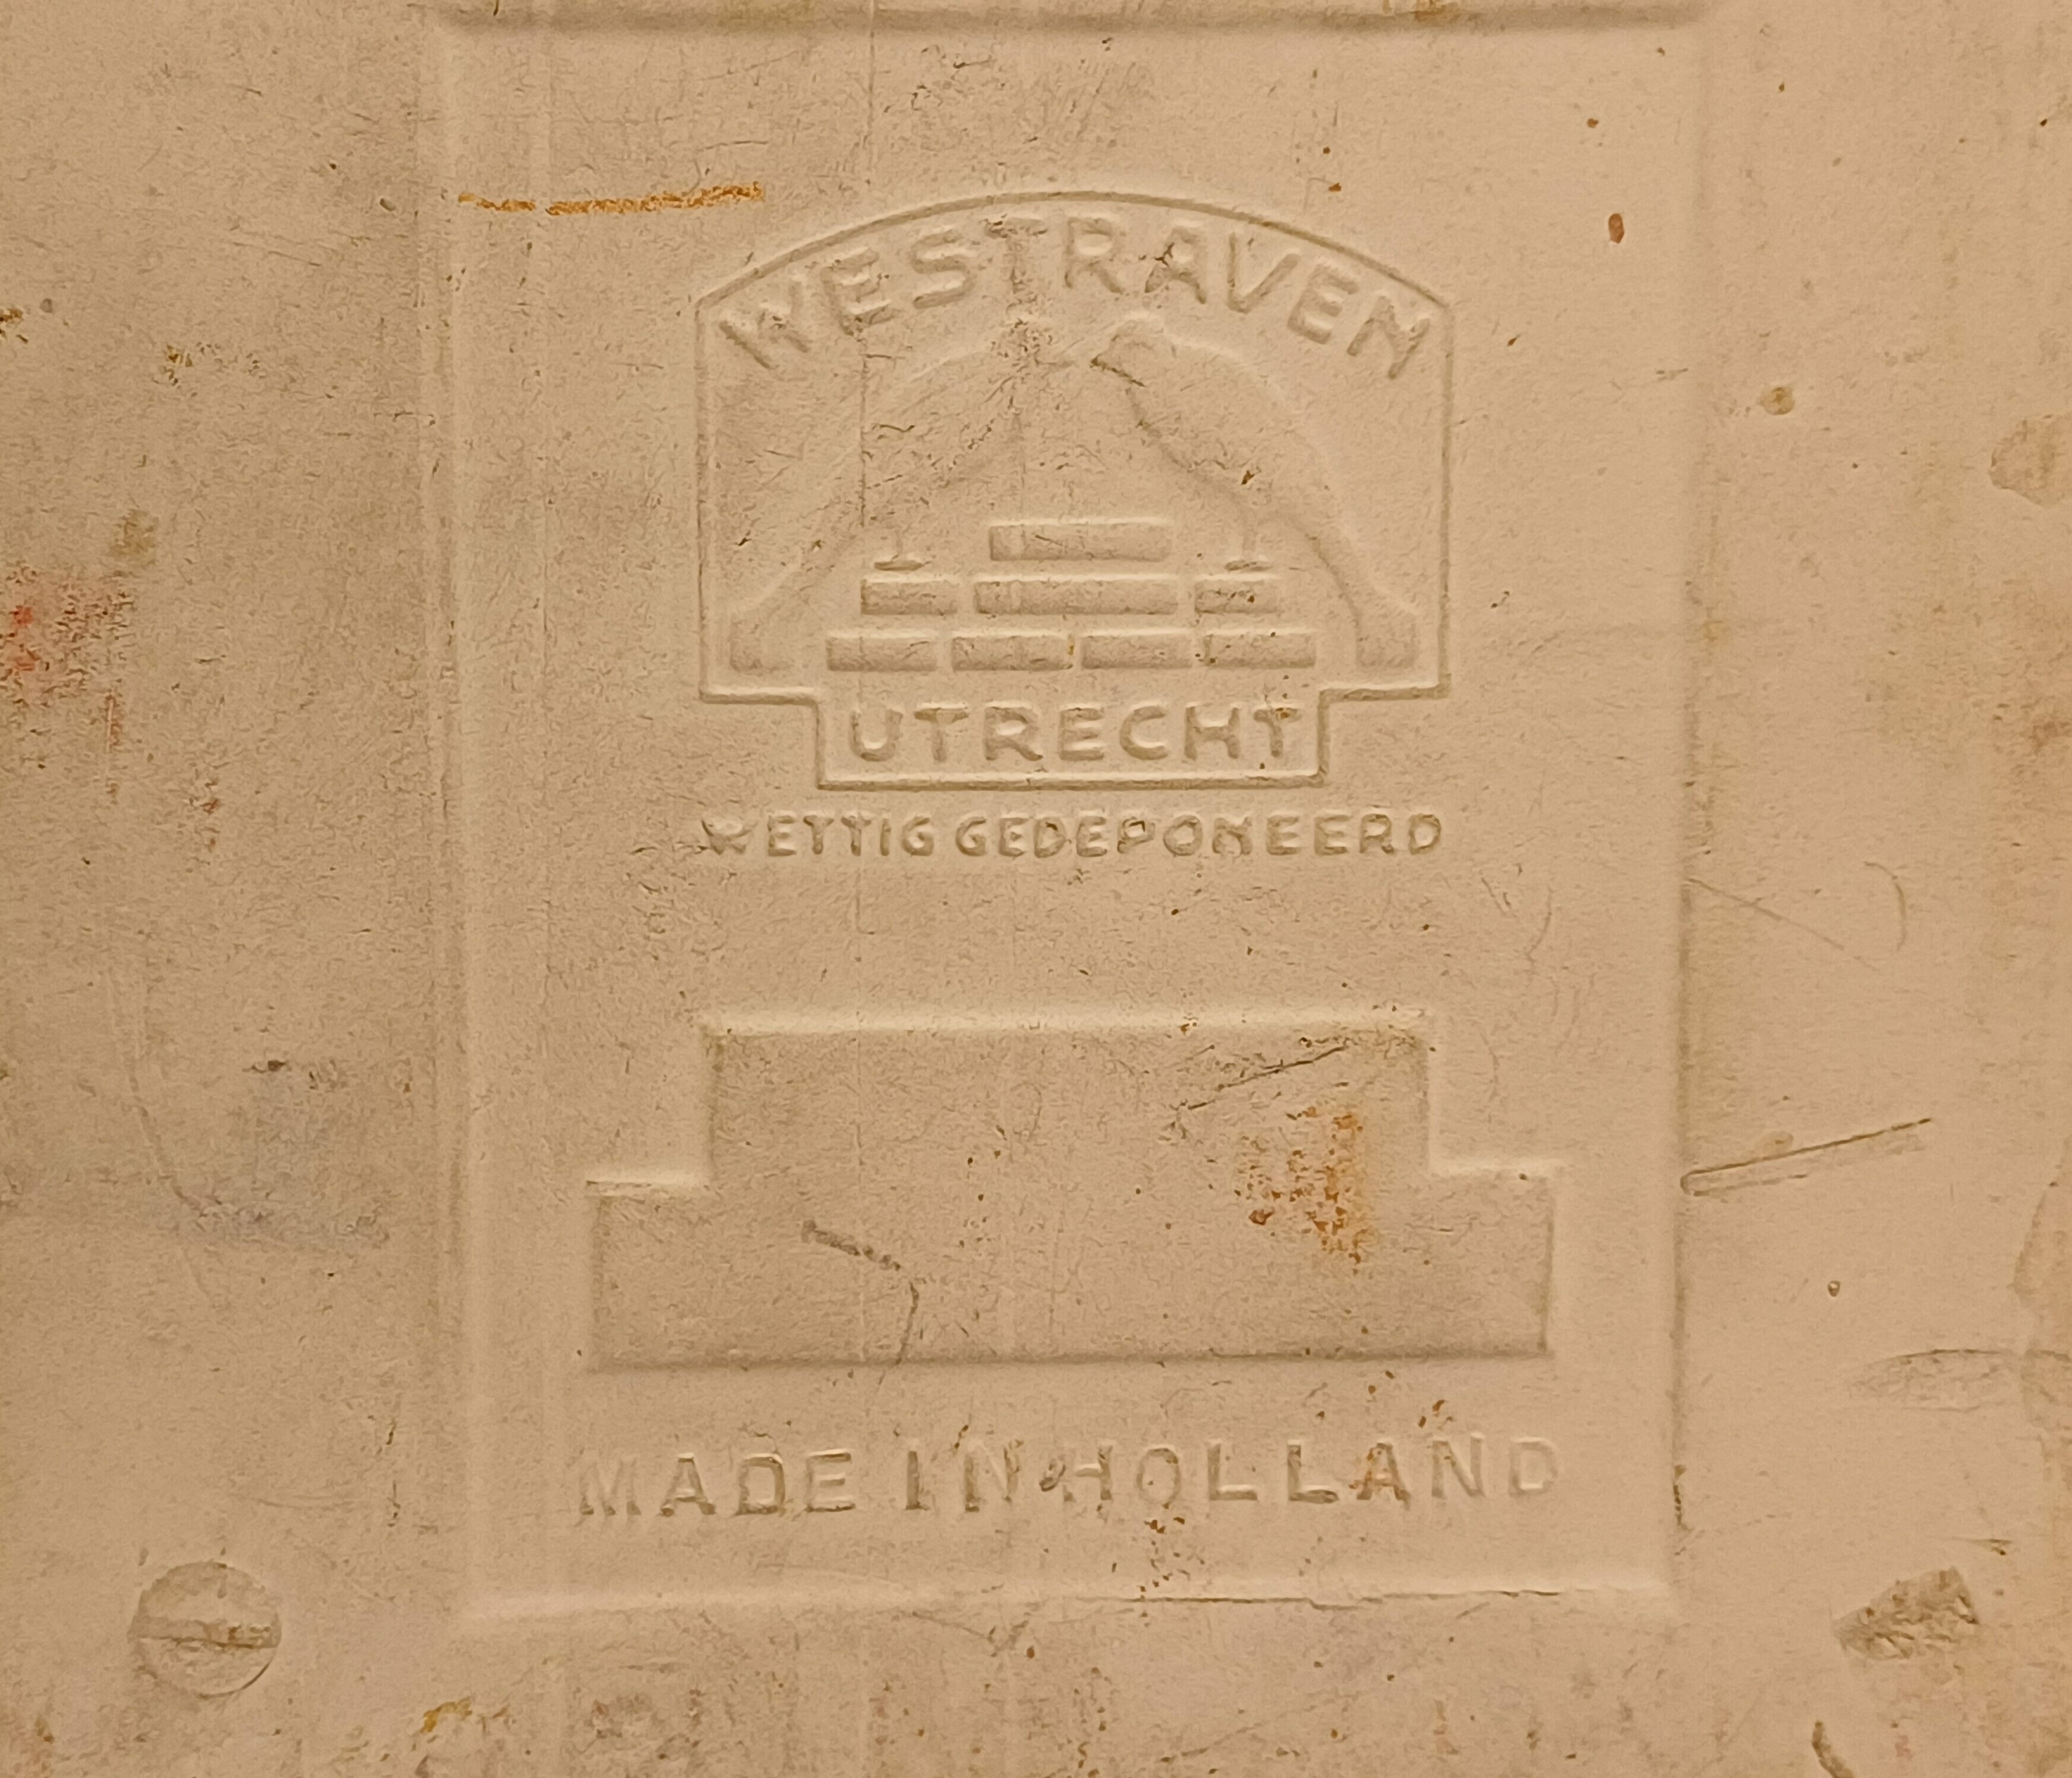 WESTRAVEN
UTRECHT
WETTIG GEDEPONEERD
MADE IN HOLLAND